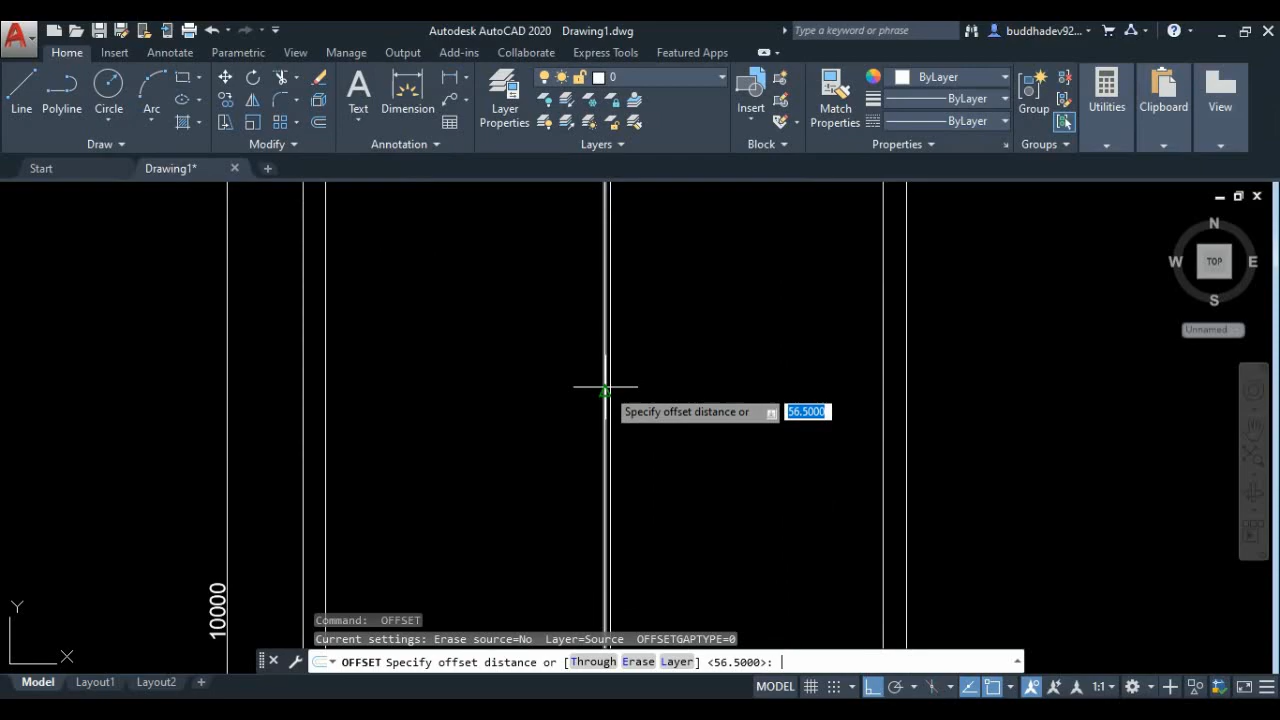 Autodesk AutoCAD 2020 Drawing1.dwg
Type a keyword or phrase
buddhadev92...
Home Insert Annotate Parametric View Manage Output Add-ins Collaborate Express Tools Featured Apps
0
ByLayer
ByLayer
ByLayer
Line Polyline Circle Arc
Text Dimension
Layer
Properties
Insert
Match
Properties
Group
Utilities
Clipboard
View
Draw Modify Annotation Layers Block Properties Groups
Start Drawing1*
N
W TOP E
S
Unnamed
Specify offset distance or 56.5000
10000
Y
X
Command: OFFSET
Current settings: Erase source=No Layer=Source OFFSETGAPTYPE=0
OFFSET Specify offset distance or [Through Erase Layer] <56.5000>:
Model Layout1 Layout2 +
MODEL 1:1